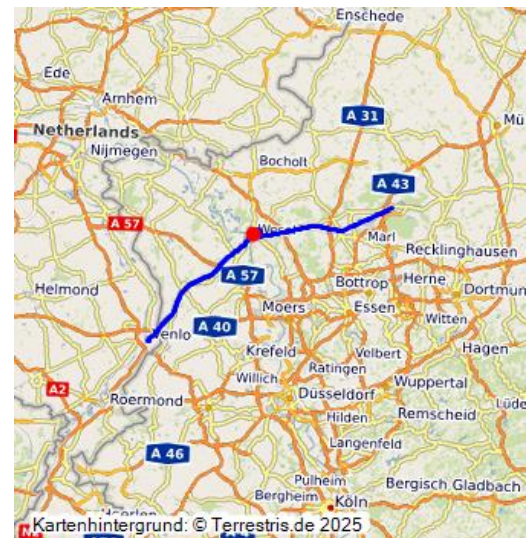 Enschede
Ede
Arnhem
A 31
Netherlands
Mü
Nijmegen
Bocholt
A 43
A 57
Wesel
Marl
Recklinghausen
A 57
Helmond
Bottrop
Herne
Dortmun
Moers
Essen
Witten
Venlo
A 40
Krefeld
Velbert
Hagen
A2
Willich
Ratingen
Wuppertal
Roermond
Düsseldorf
Lüde
Hilden
Remscheid
Langenfeld
A 46
Pulheim
Bergisch Gladbach
Bergheim
Köln
Heerlen
Kartenhintergrund: © Terrestris.de 2025